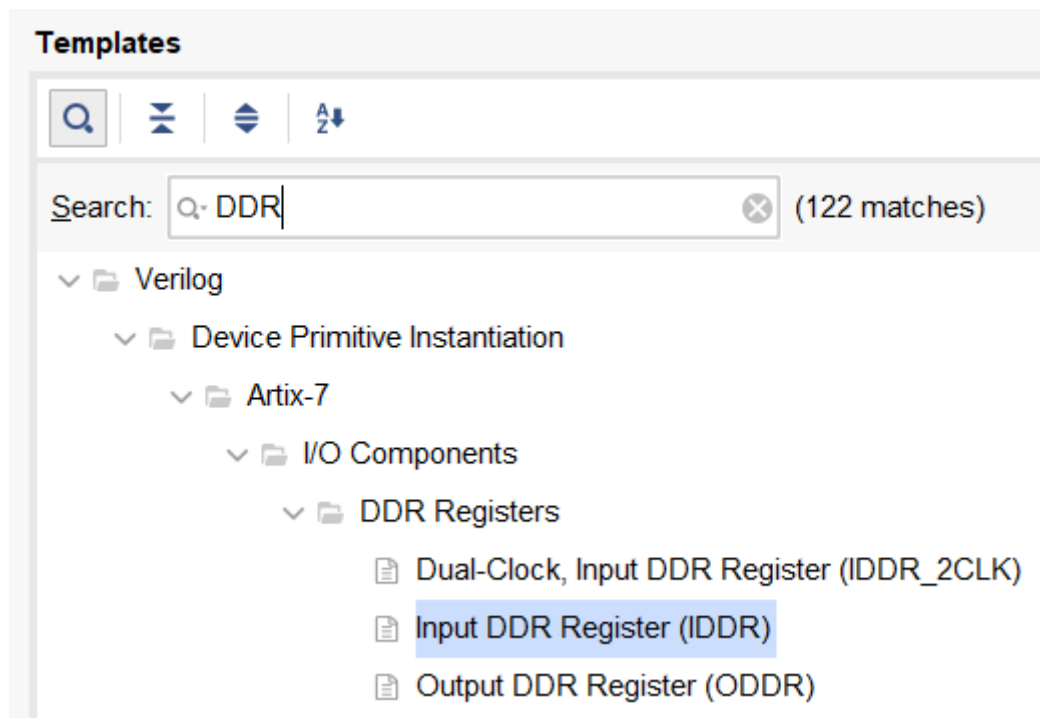 Templates
Search: DDR (122 matches)
Verilog
Device Primitive Instantiation
Artix-7
I/O Components
DDR Registers
Dual-Clock, Input DDR Register (IDDR_2CLK)
Input DDR Register (IDDR)
Output DDR Register (ODDR)